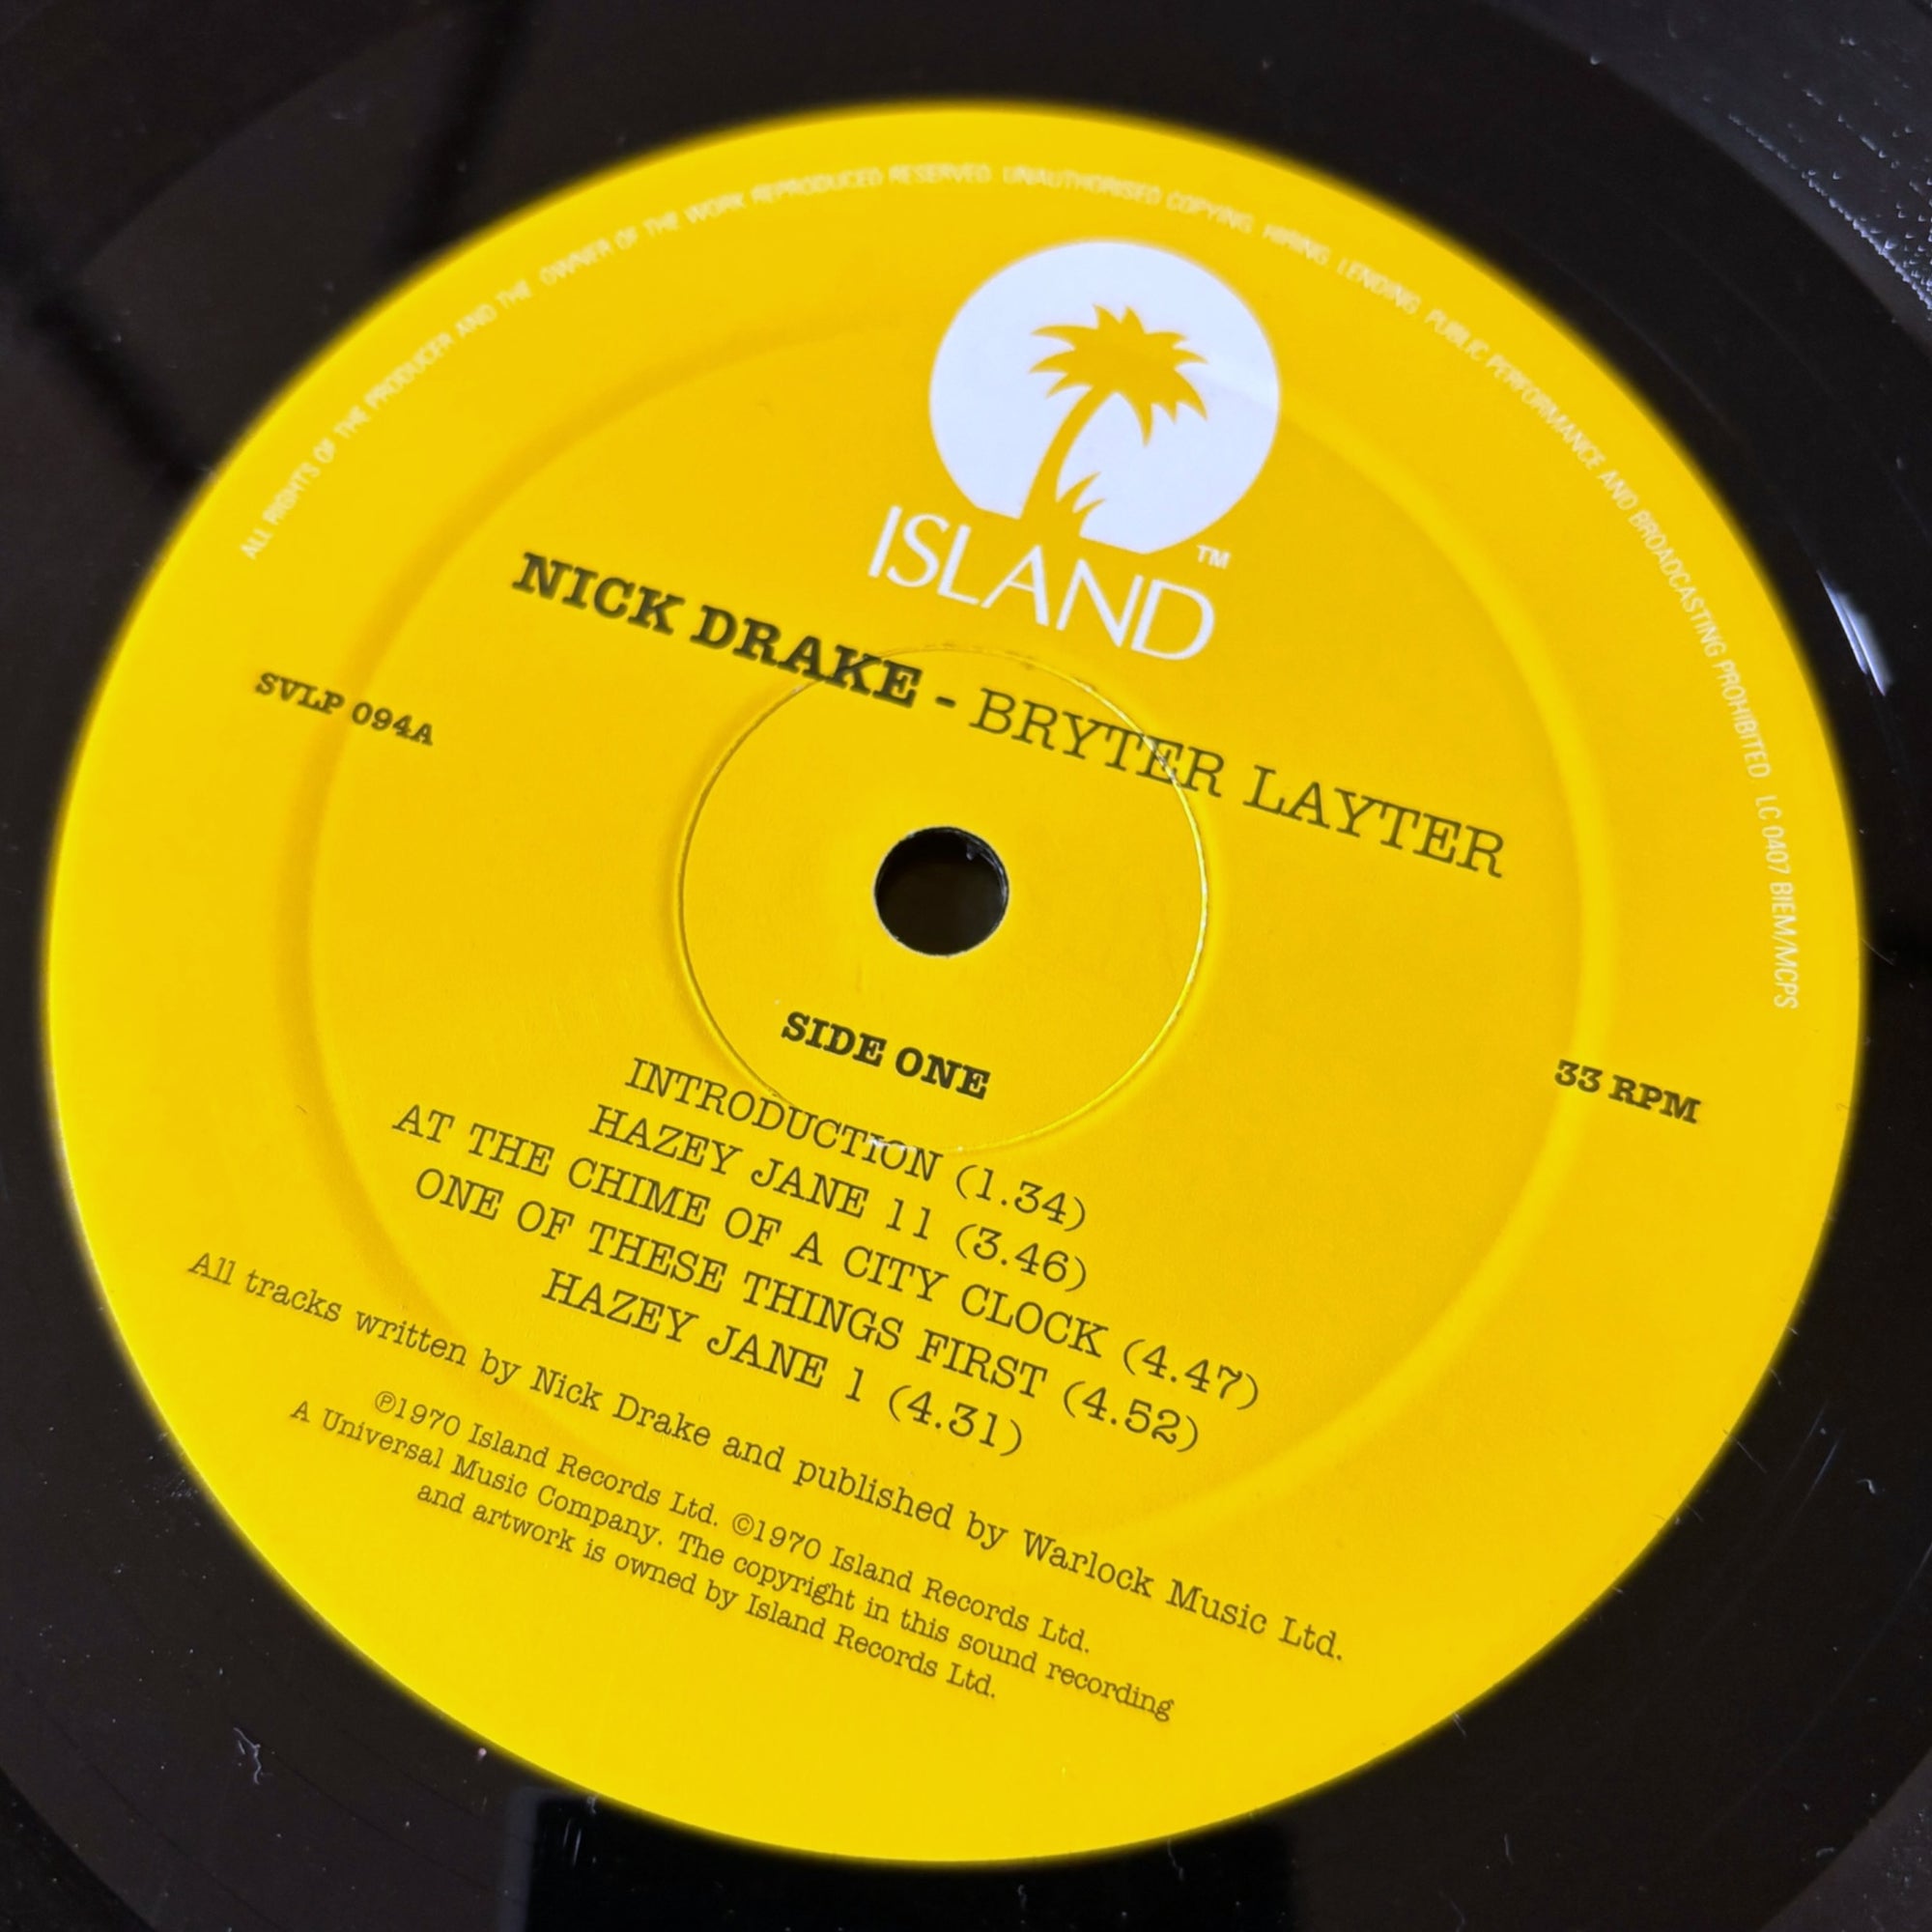 ALL RIGHTS OF THE PRODUCER AND THE OWNER OF THE WORK REPRODUCED RESERVED UNAUTHORISED COPYING, HIRING, LENDING, PUBLIC PERFORMANCE AND BROADCASTING PROHIBITED LC 0407 BIEM/MCPS
ISLAND™
NICK DRAKE - BRYTER LAYTER
SVLP 094A
33 RPM
SIDE ONE
INTRODUCTION (1.34)
HAZEY JANE 11 (3.46)
AT THE CHIME OF A CITY CLOCK (4.47)
ONE OF THESE THINGS FIRST (4.52)
HAZEY JANE 1 (4.31)
All tracks written by Nick Drake and published by Warlock Music Ltd.
℗1970 Island Records Ltd. ©1970 Island Records Ltd.
A Universal Music Company. The copyright in this sound recording
and artwork is owned by Island Records Ltd.